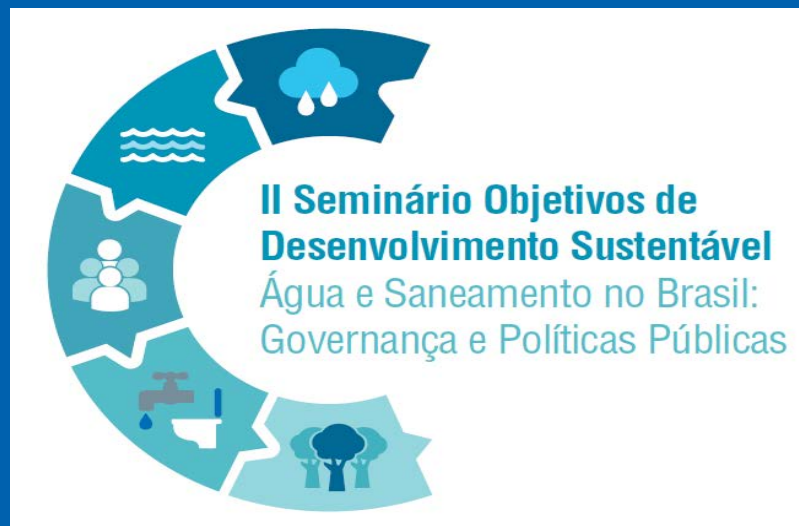 II Seminário Objetivos de
Desenvolvimento Sustentável
Água e Saneamento no Brasil:
Governança e Políticas Públicas